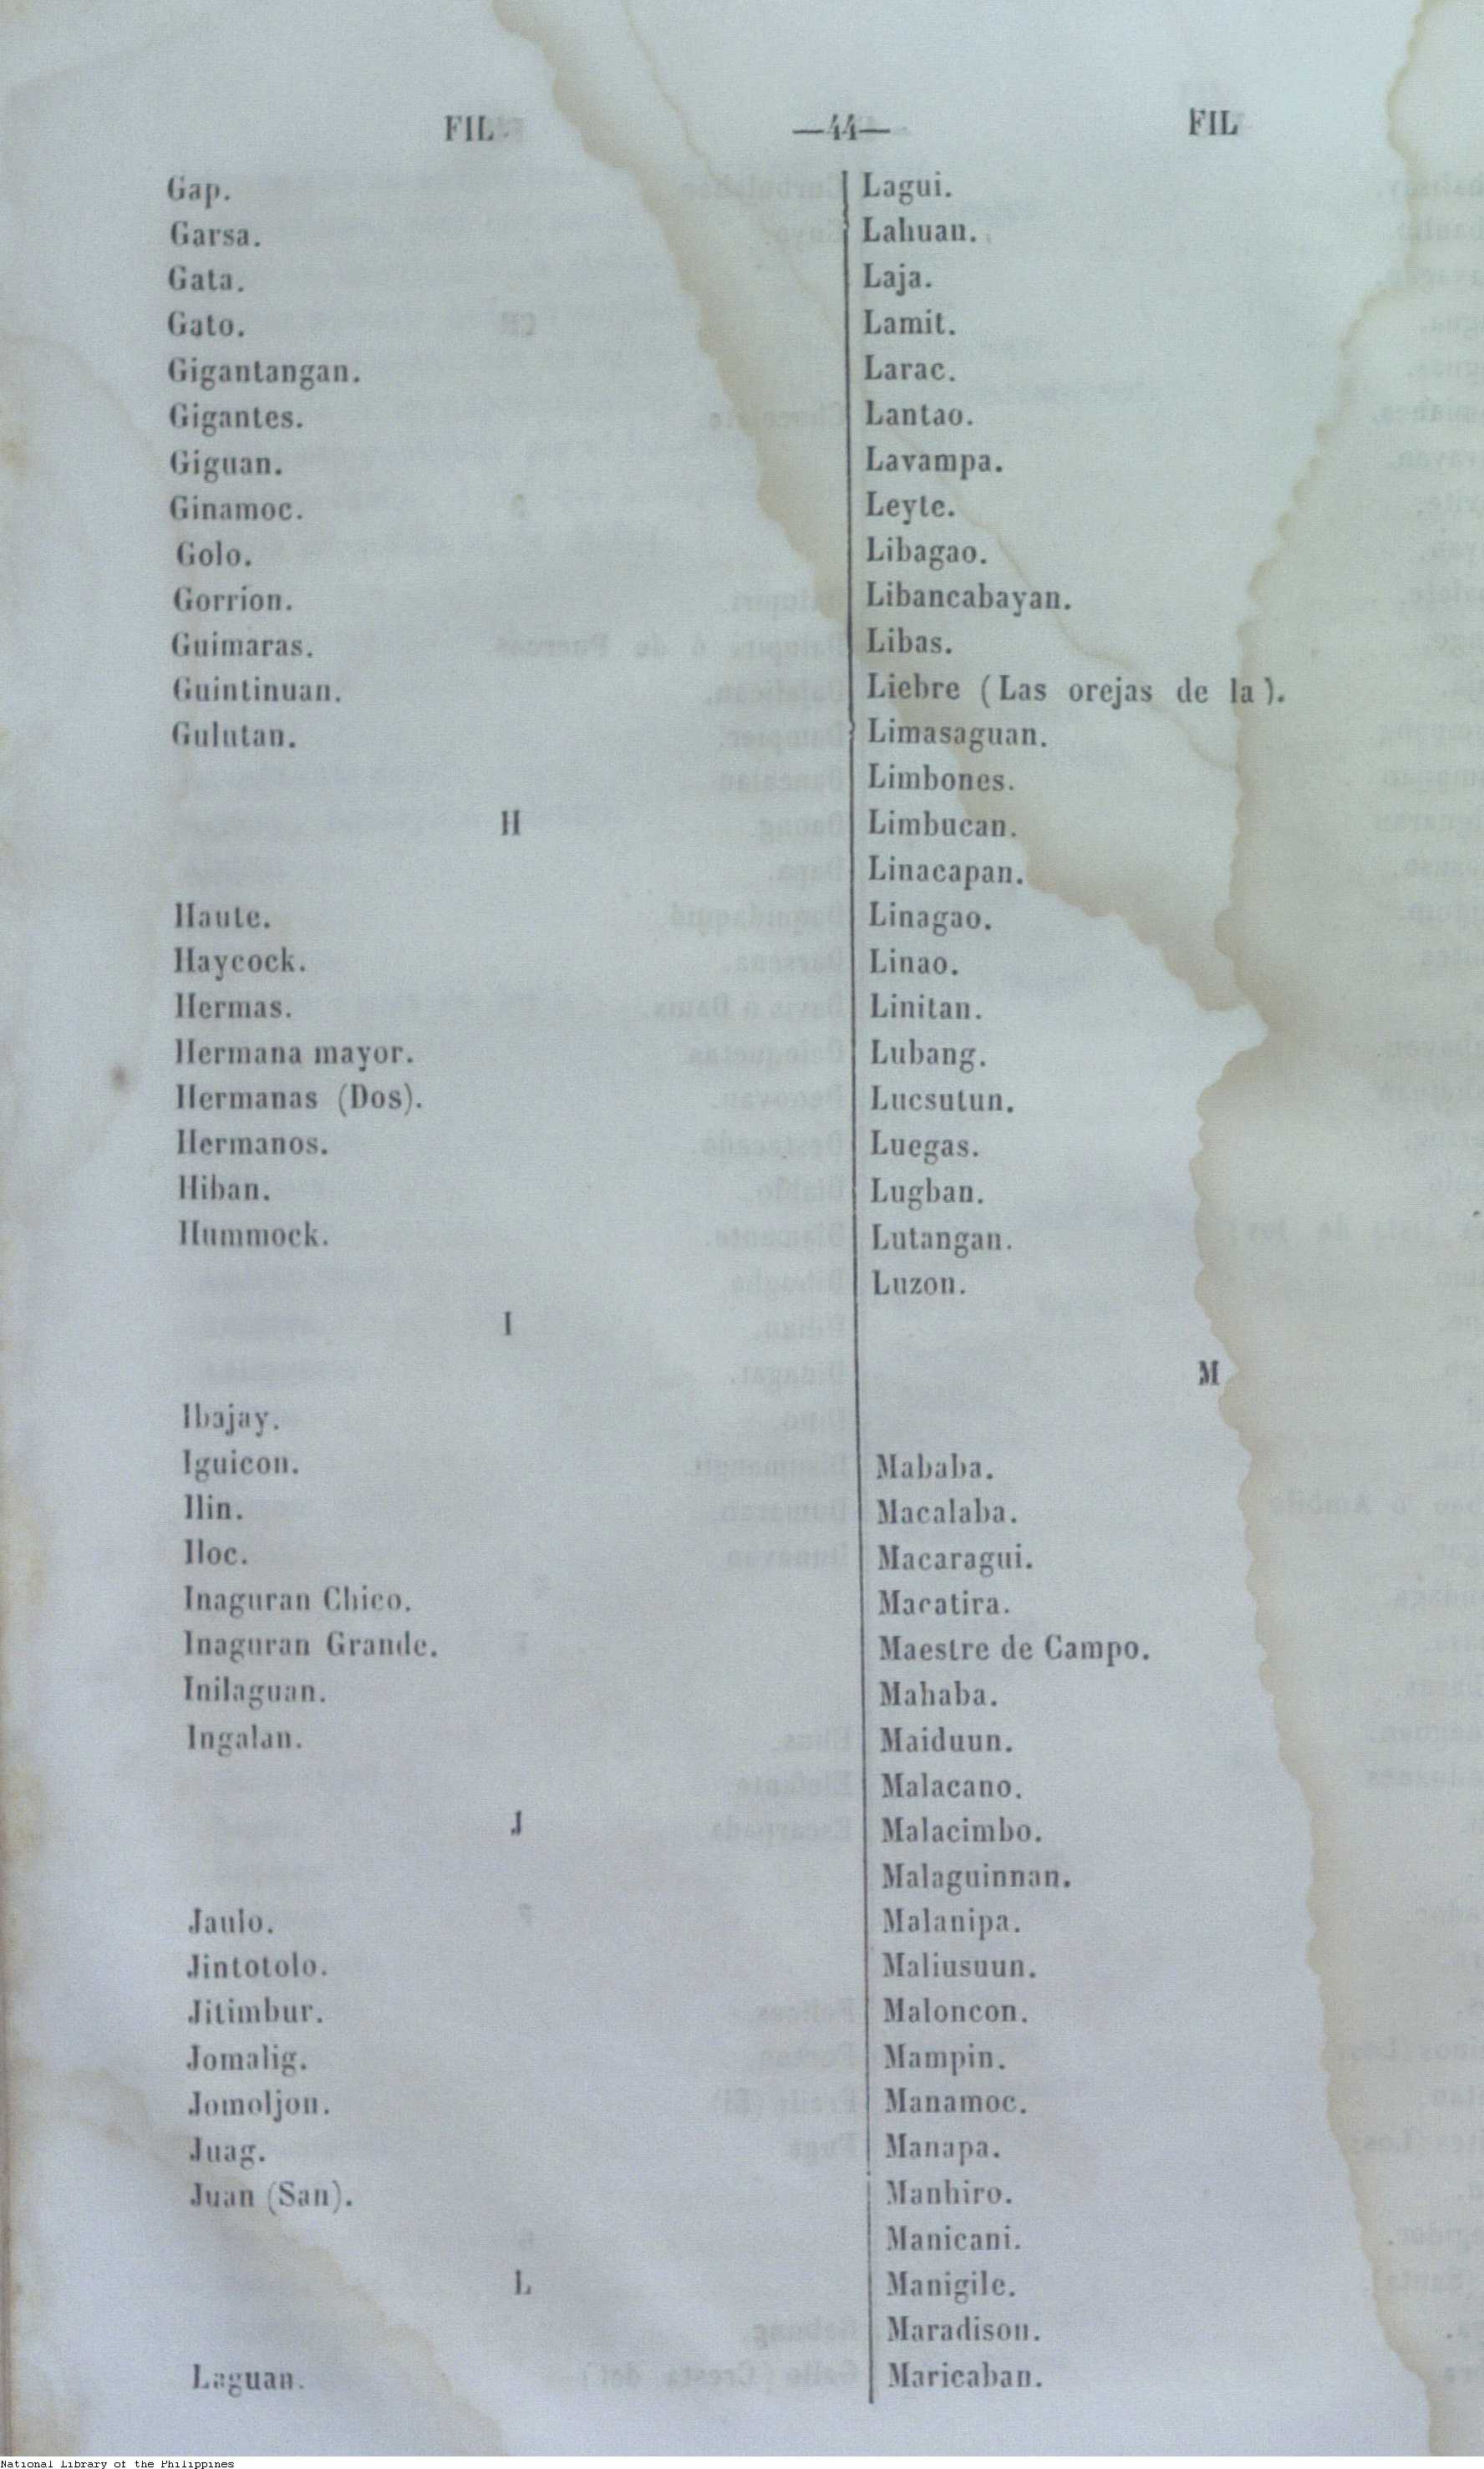 FIL —44— FIL
Gap.
Garsa.
Gata.
Gato.
Gigantangan.
Gigantes.
Giguan.
Ginamoc.
Golo.
Gorrion.
Guimaras.
Guintinuan.
Gulutan.
H
Haute.
Haycock.
Hermas.
Hermana mayor.
Hermanas (Dos).
Hermanos.
Hiban.
Hummock.
I
Ibajay.
Iguicon.
Ilin.
Iloc.
Inaguran Chico.
Inaguran Grande.
Inilaguan.
Ingalan.
J
Jaulo.
Jintotolo.
Jitimbur.
Jomalig.
Jomoljon.
Juag.
Juan (San).
L
Laguan.
Lagui.
Lahuan.
Laja.
Lamit.
Larac.
Lantao.
Lavampa.
Leyte.
Libagao.
Libancabayan.
Libas.
Liebre (Las orejas de la).
Limasaguan.
Limbones.
Limbucan.
Linacapan.
Linagao.
Linao.
Linitan.
Lubang.
Lucsutun.
Luegas.
Lugban.
Lutangan.
Luzon.
M
Mababa.
Macalaba.
Macaragui.
Macatira.
Maestre de Campo.
Mahaba.
Maiduun.
Malacano.
Malacimbo.
Malaguinnan.
Malanipa.
Maliusuun.
Maloncon.
Mampin.
Manamoc.
Manapa.
Manhiro.
Manicani.
Manigile.
Maradison.
Maricaban.
National Library of the Philippines